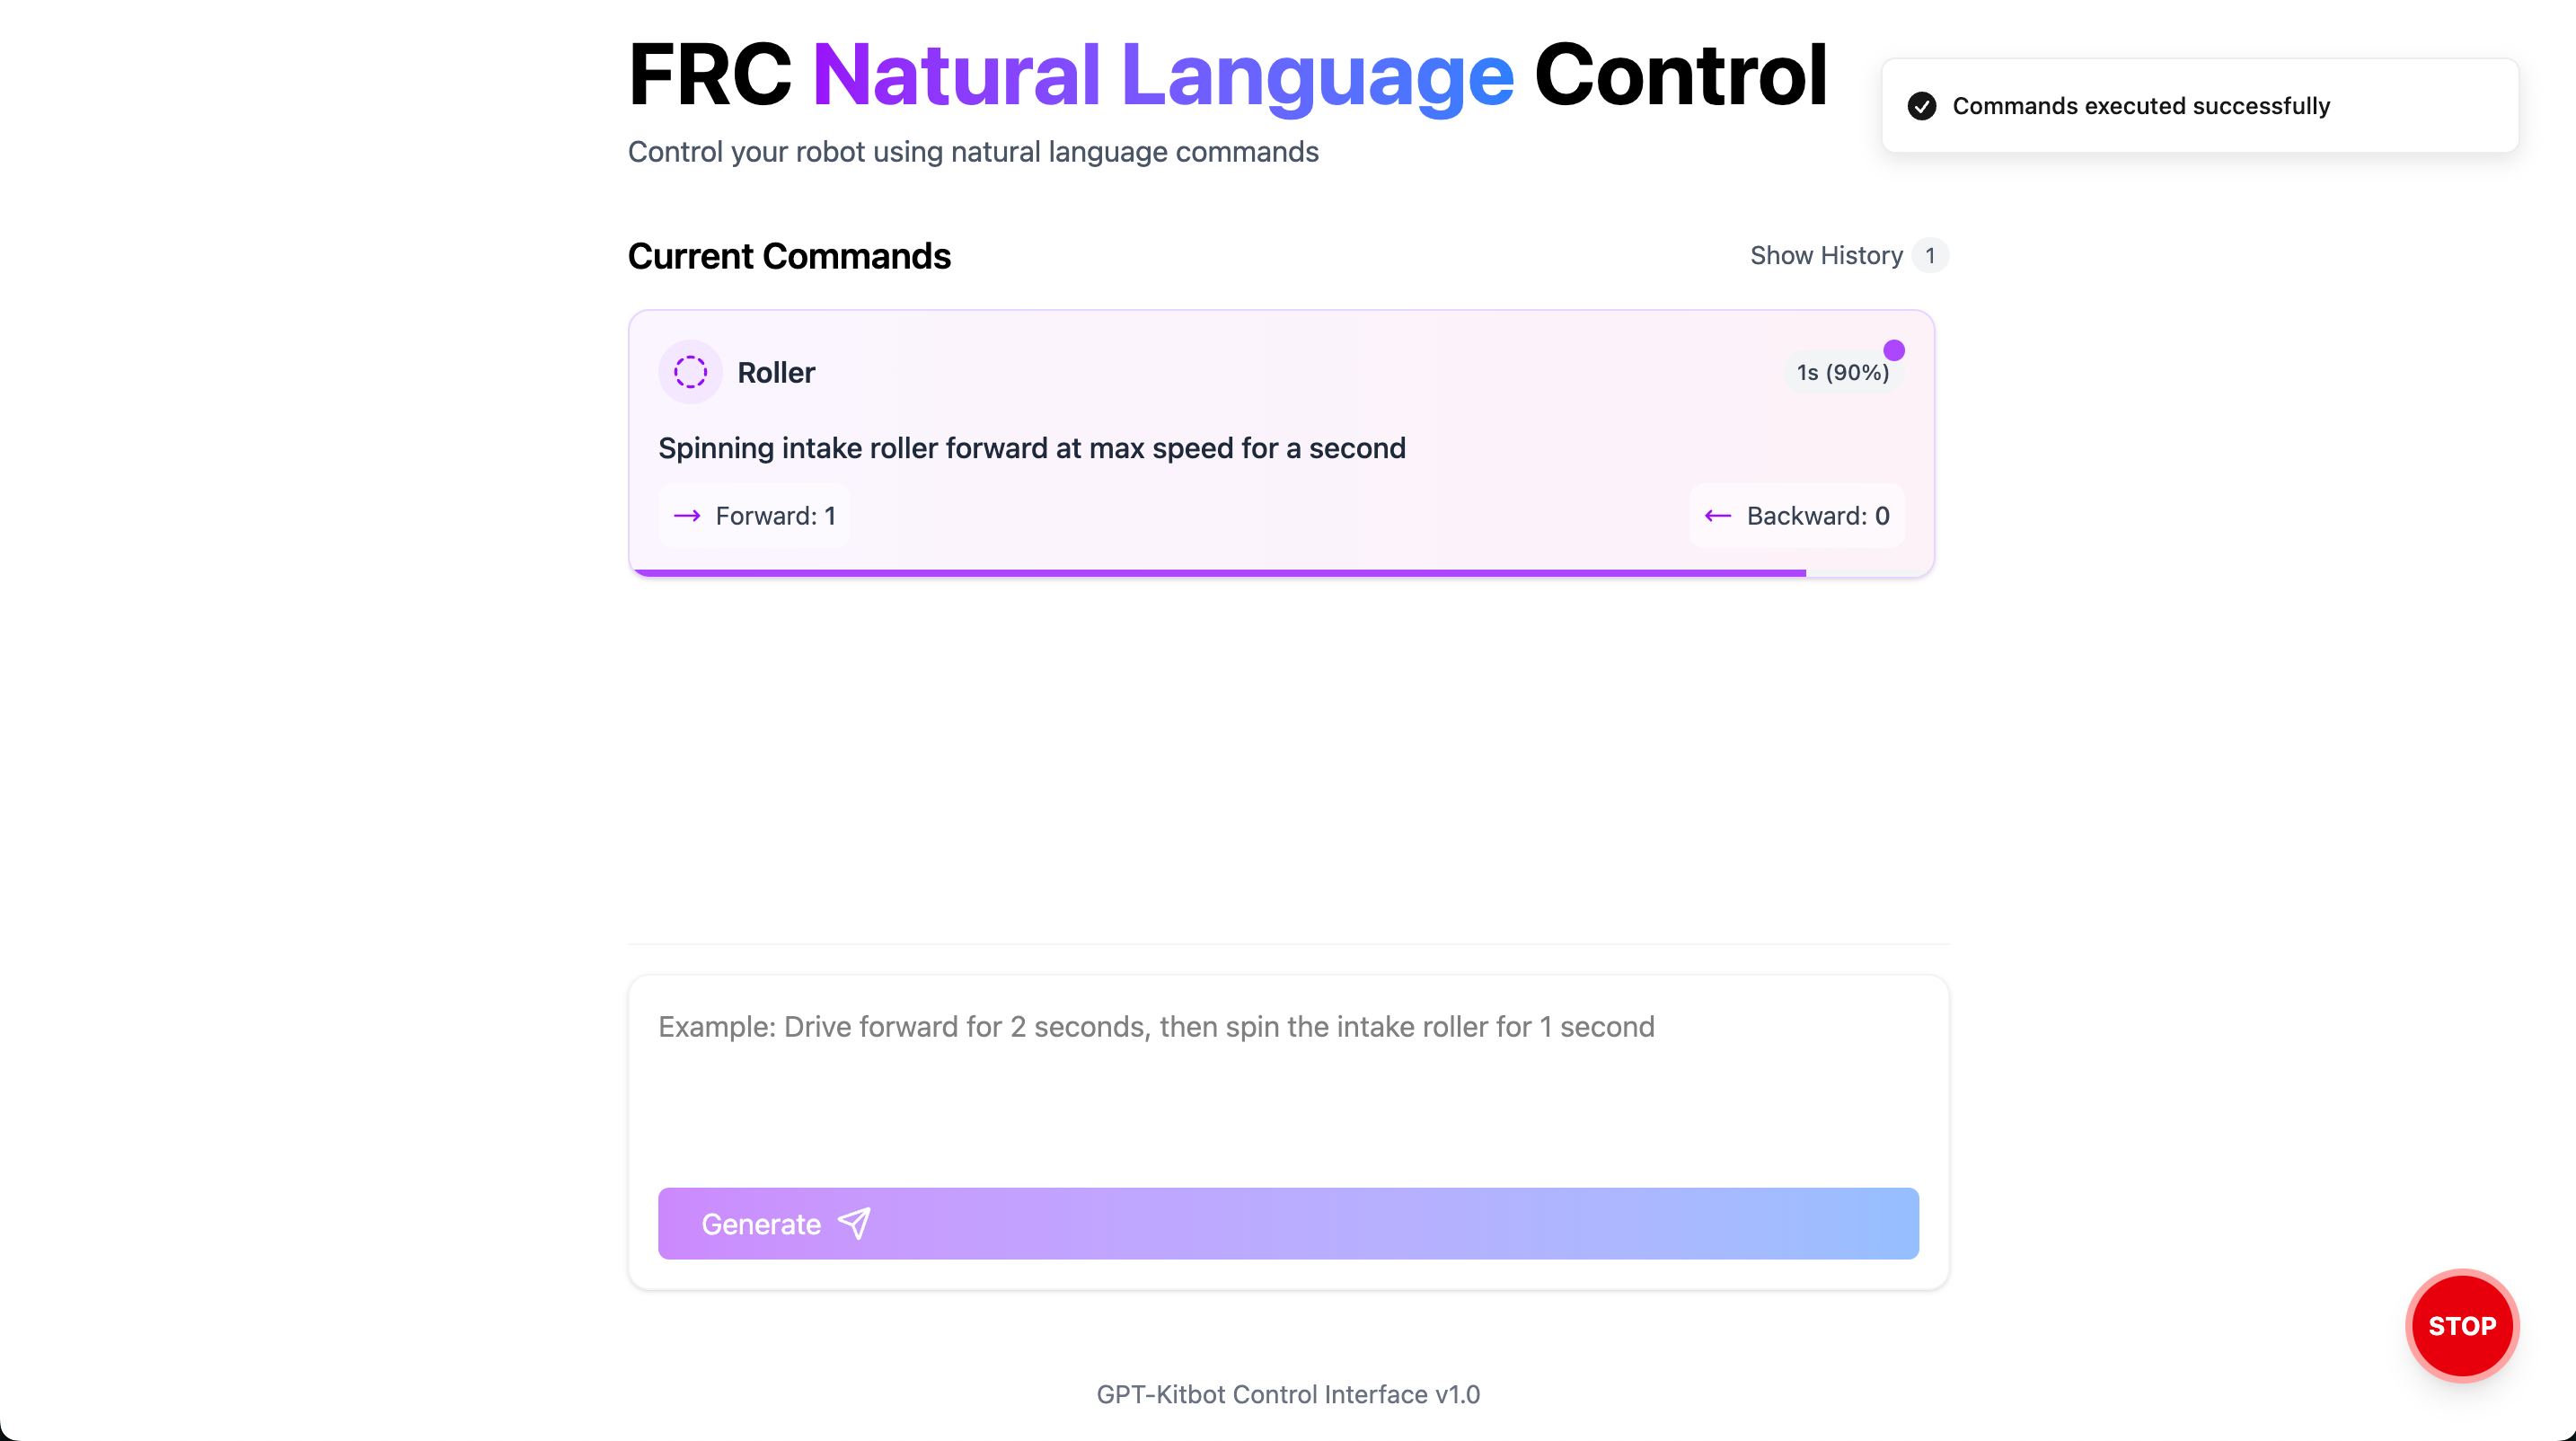 FRC Natural Language Control
Commands executed successfully
Control your robot using natural language commands
Current Commands
Show History 1
Roller
1s (90%)
Spinning intake roller forward at max speed for a second
Forward: 1
Backward: 0
Example: Drive forward for 2 seconds, then spin the intake roller for 1 second
Generate
STOP
GPT-Kitbot Control Interface v1.0